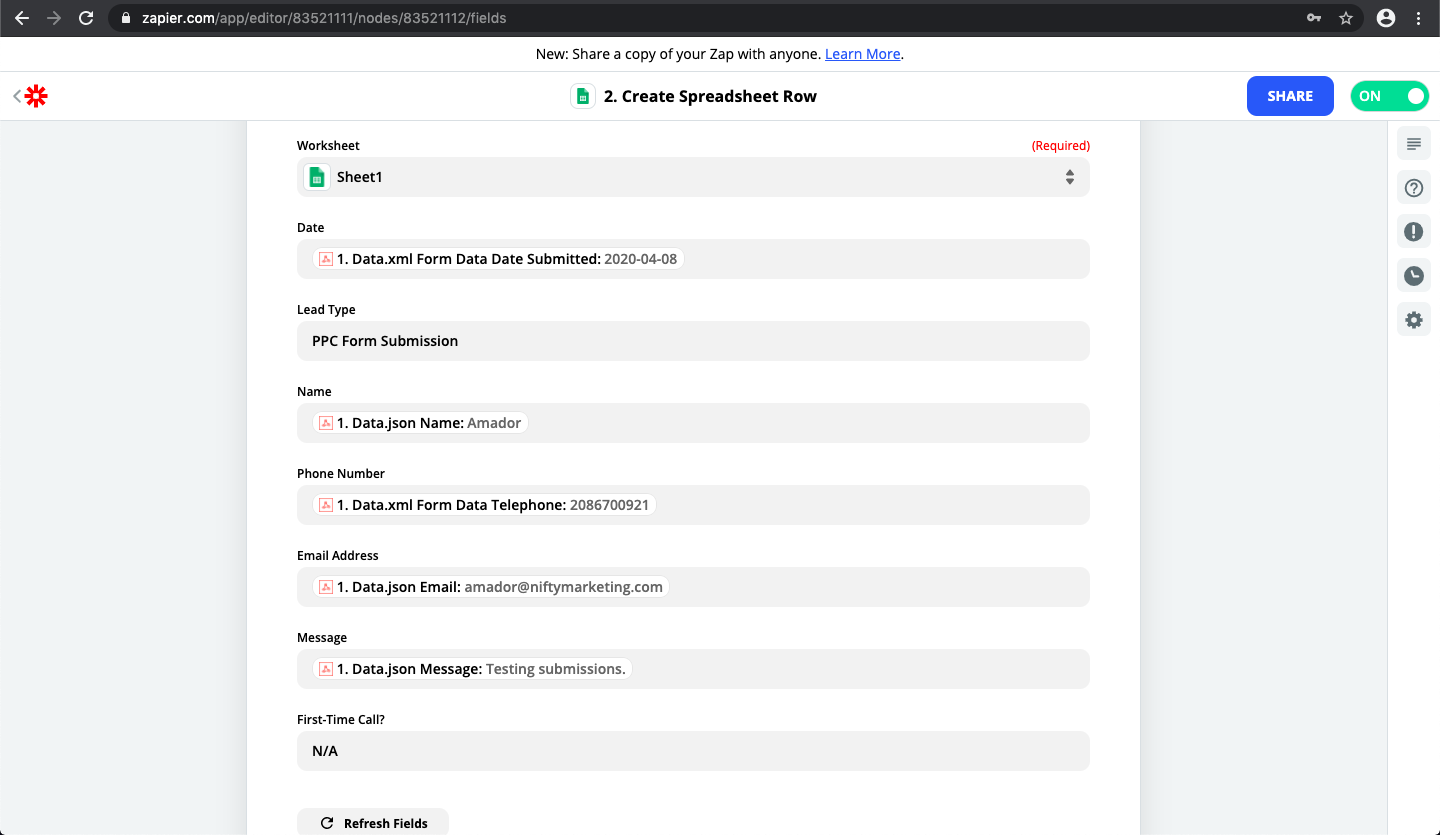 zapier.com/app/editor/83521111/nodes/83521112/fields
New: Share a copy of your Zap with anyone. Learn More.
2. Create Spreadsheet Row
SHARE
ON
Worksheet
(Required)
Sheet1
Date
1. Data.xml Form Data Date Submitted: 2020-04-08
Lead Type
PPC Form Submission
Name
1. Data.json Name: Amador
Phone Number
1. Data.xml Form Data Telephone: 2086700921
Email Address
1. Data.json Email: amador@niftymarketing.com
Message
1. Data.json Message: Testing submissions.
First-Time Call?
N/A
Refresh Fields